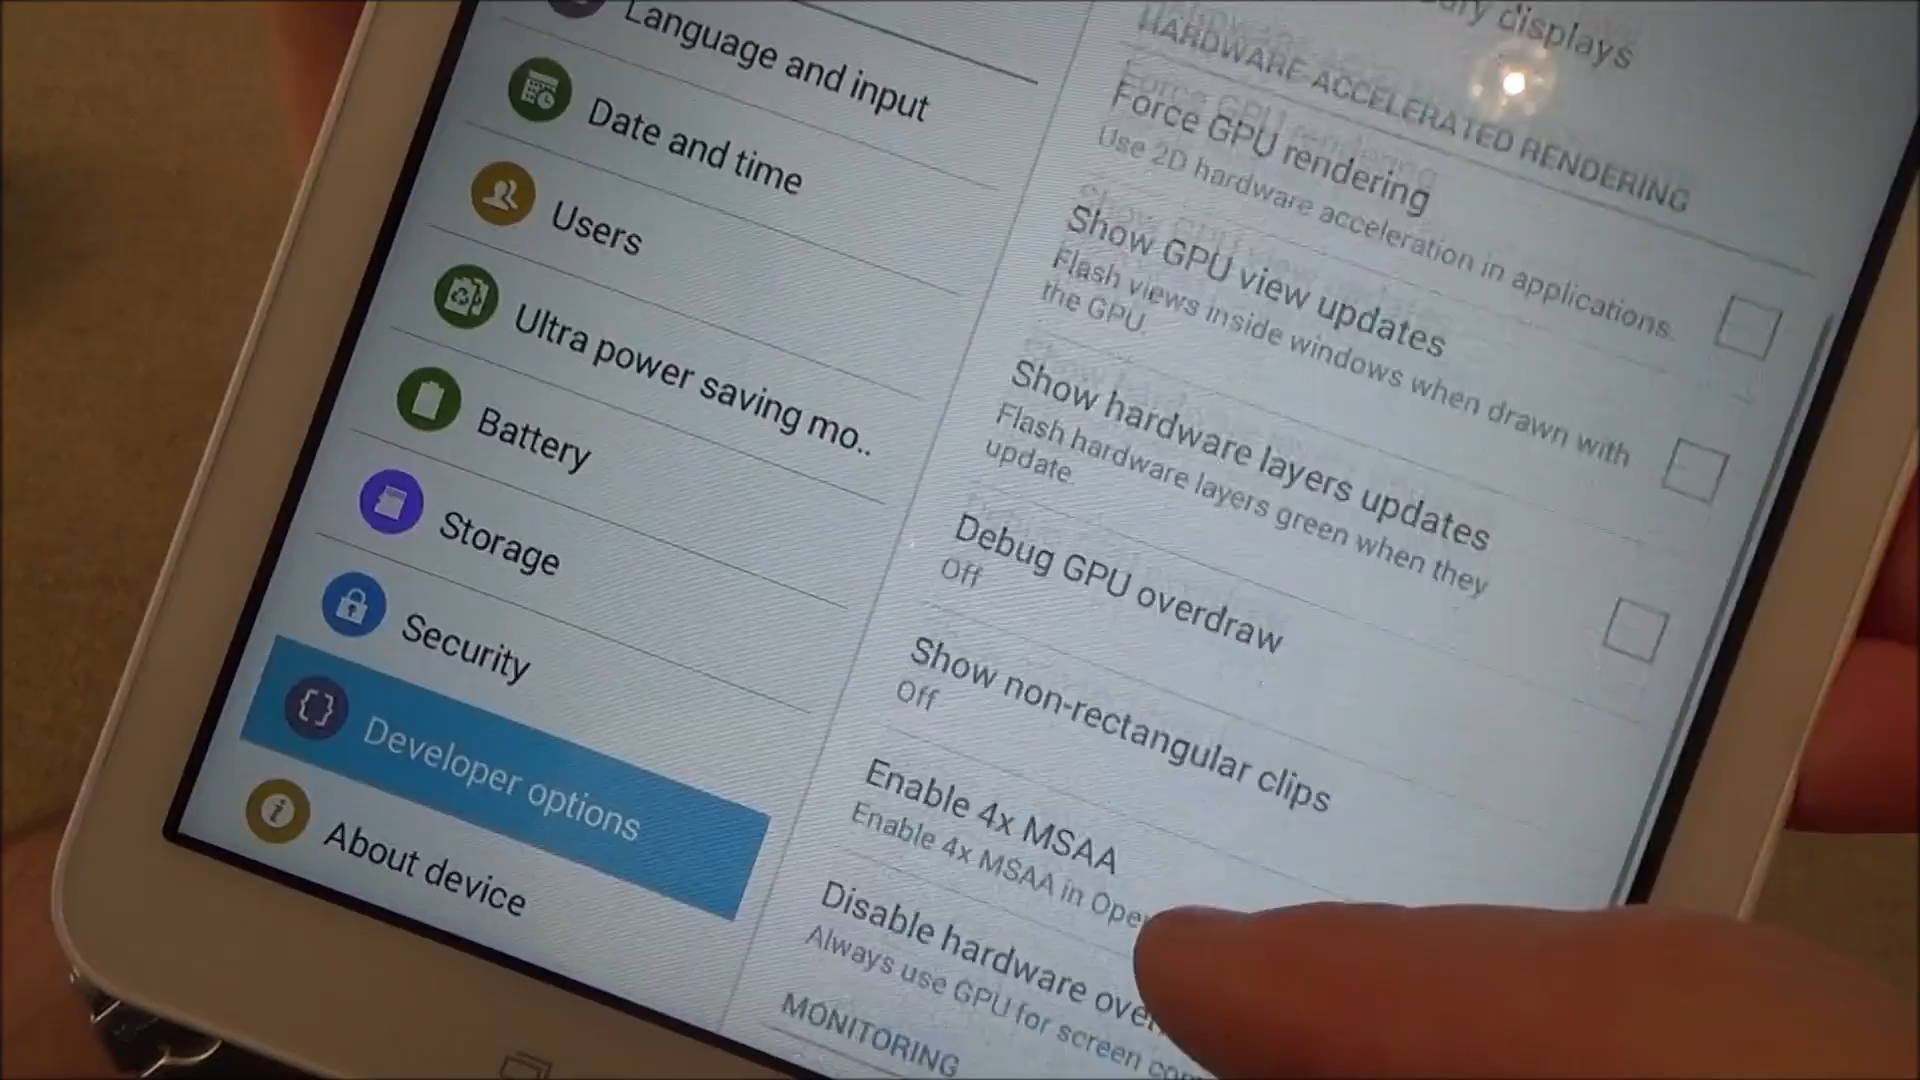 Language and input
Date and time
Users
Ultra power saving mo..
Battery
Storage
Security
Developer options
About device
displays
HARDWARE ACCELERATED RENDERING
Force GPU rendering
Use 2D hardware acceleration in applications.
Show GPU view updates
Flash views inside windows when drawn with
the GPU.
Show hardware layers updates
Flash hardware layers green when they
update.
Debug GPU overdraw
Off
Show non-rectangular clips
Off
Enable 4x MSAA
Enable 4x MSAA in Ope
Disable hardware ove
Always use GPU for screen co
MONITORING